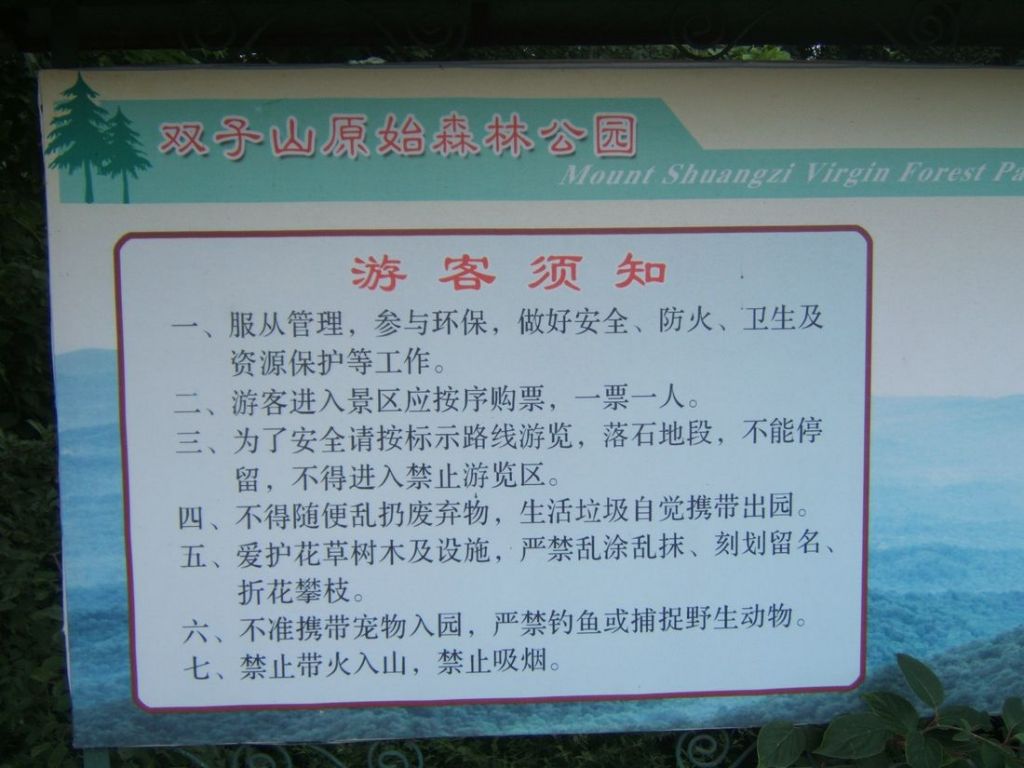 双子山原始森林公园
Mount Shuangzi Virgin Forest Pa
游客须知
一、服从管理，参与环保，做好安全、防火、卫生及
资源保护等工作。
二、游客进入景区应按序购票，一票一人。
三、为了安全请按标示路线游览，落石地段，不能停
留，不得进入禁止游览区。
四、不得随便乱扔废弃物，生活垃圾自觉携带出园。
五、爱护花草树木及设施，严禁乱涂乱抹、刻划留名、
折花攀枝。
六、不准携带宠物入园，严禁钓鱼或捕捉野生动物。
七、禁止带火入山，禁止吸烟。